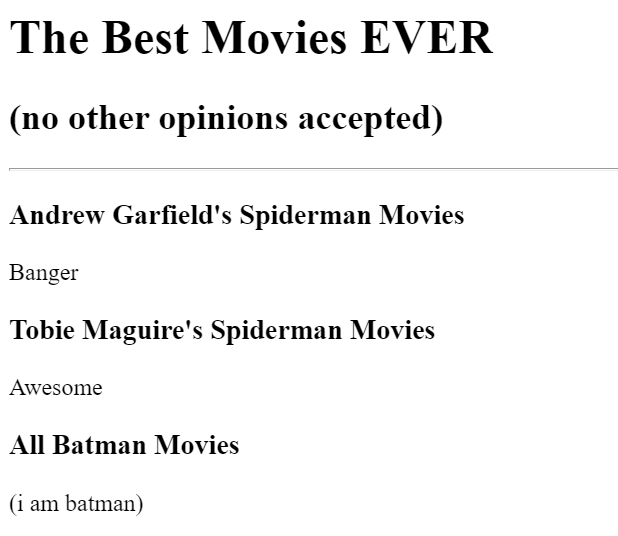 The Best Movies EVER
(no other opinions accepted)
Andrew Garfield's Spiderman Movies
Banger
Tobie Maguire's Spiderman Movies
Awesome
All Batman Movies
(i am batman)